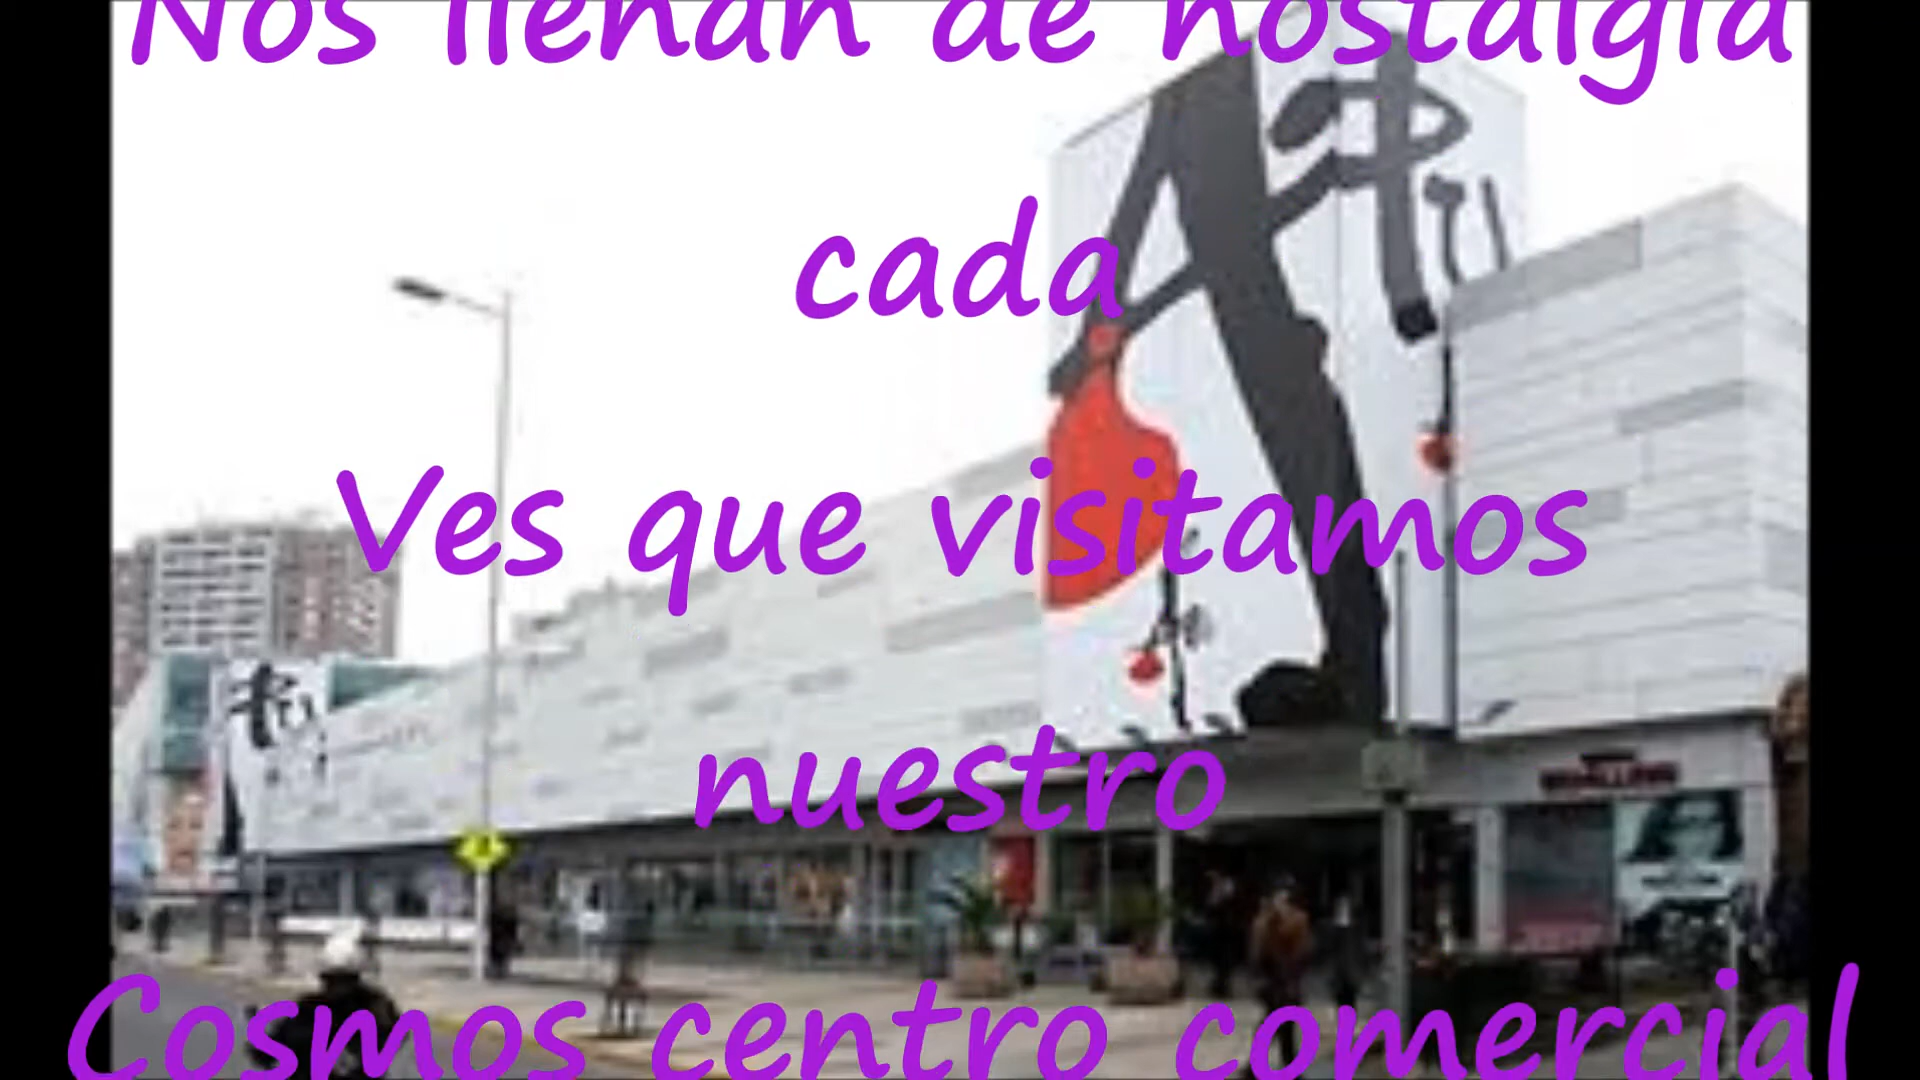 Nos llenan de nostalgia
cada
Ves que visitamos
nuestro
Cosmos centro comercial